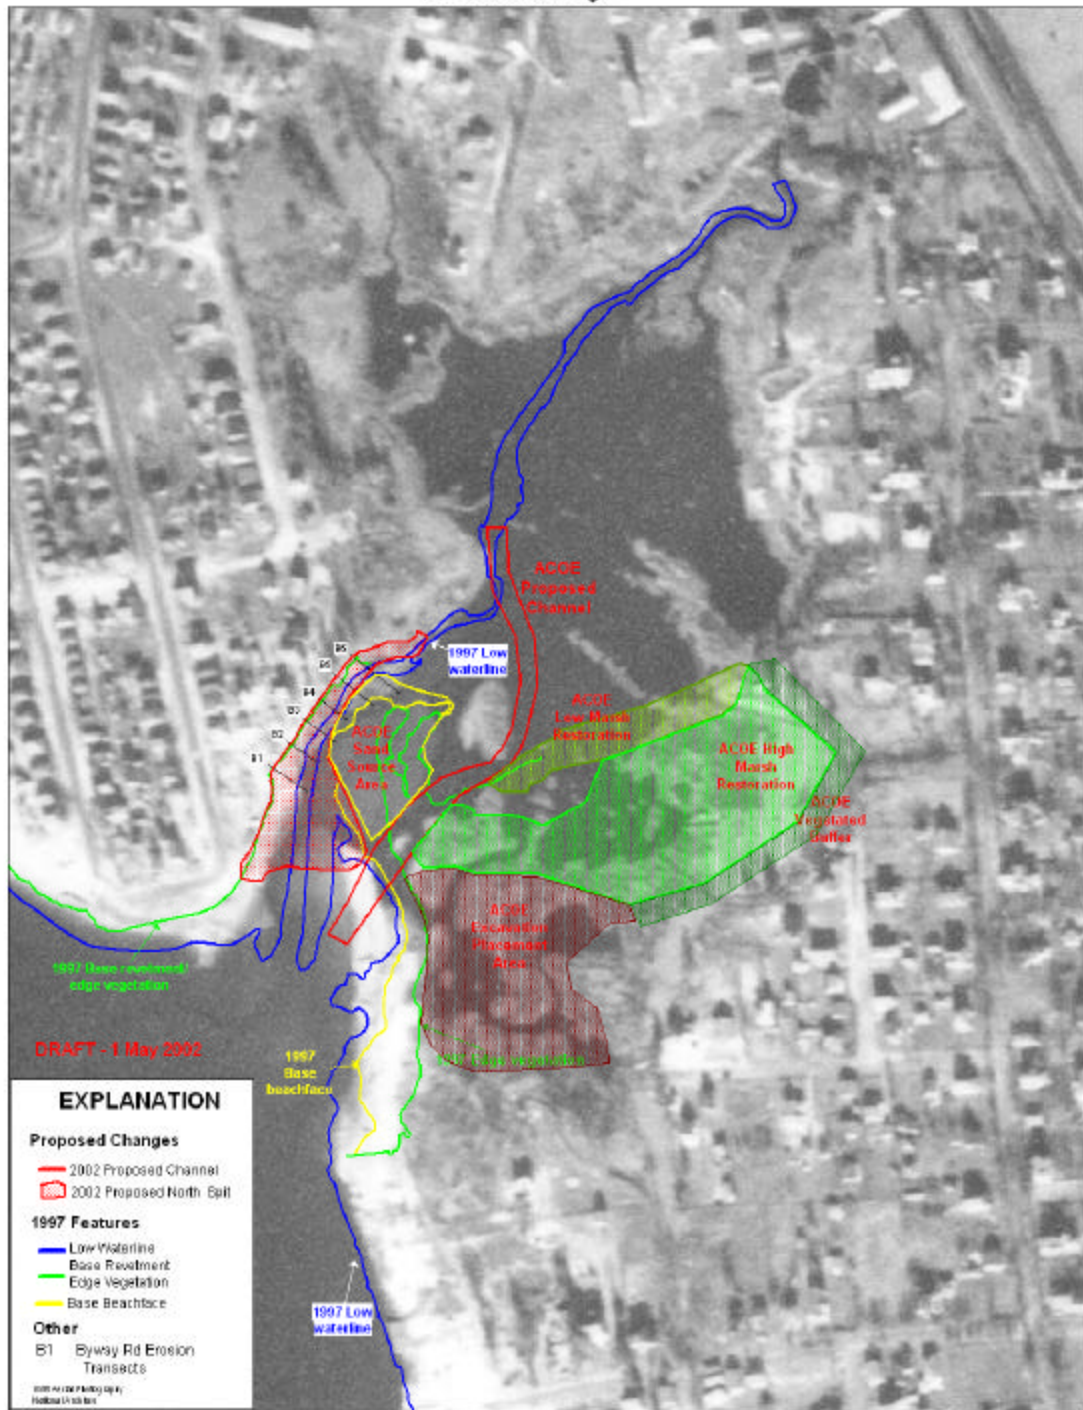 ACOE
Proposed
Channel
1997 Low
waterline
B6
B5
B4
B3
B2
B1
ACOE
Sand
Source
Area
ACOE
Low Marsh
Restoration
ACOE High
Marsh
Restoration
ACOE
Vegetated
Buffer
ACOE
Excavation
Placement
Area
1997 Base revetment/
edge vegetation
DRAFT - 1 May 2002
1997
Base
beachface
1997 Edge vegetation
1997 Low
waterline
EXPLANATION
Proposed Changes
2002 Proposed Channel
2002 Proposed North Spit
1997 Features
Low Waterline
Base Revetment
Edge Vegetation
Base Beachface
Other
B1 Byway Rd Erosion
Transects